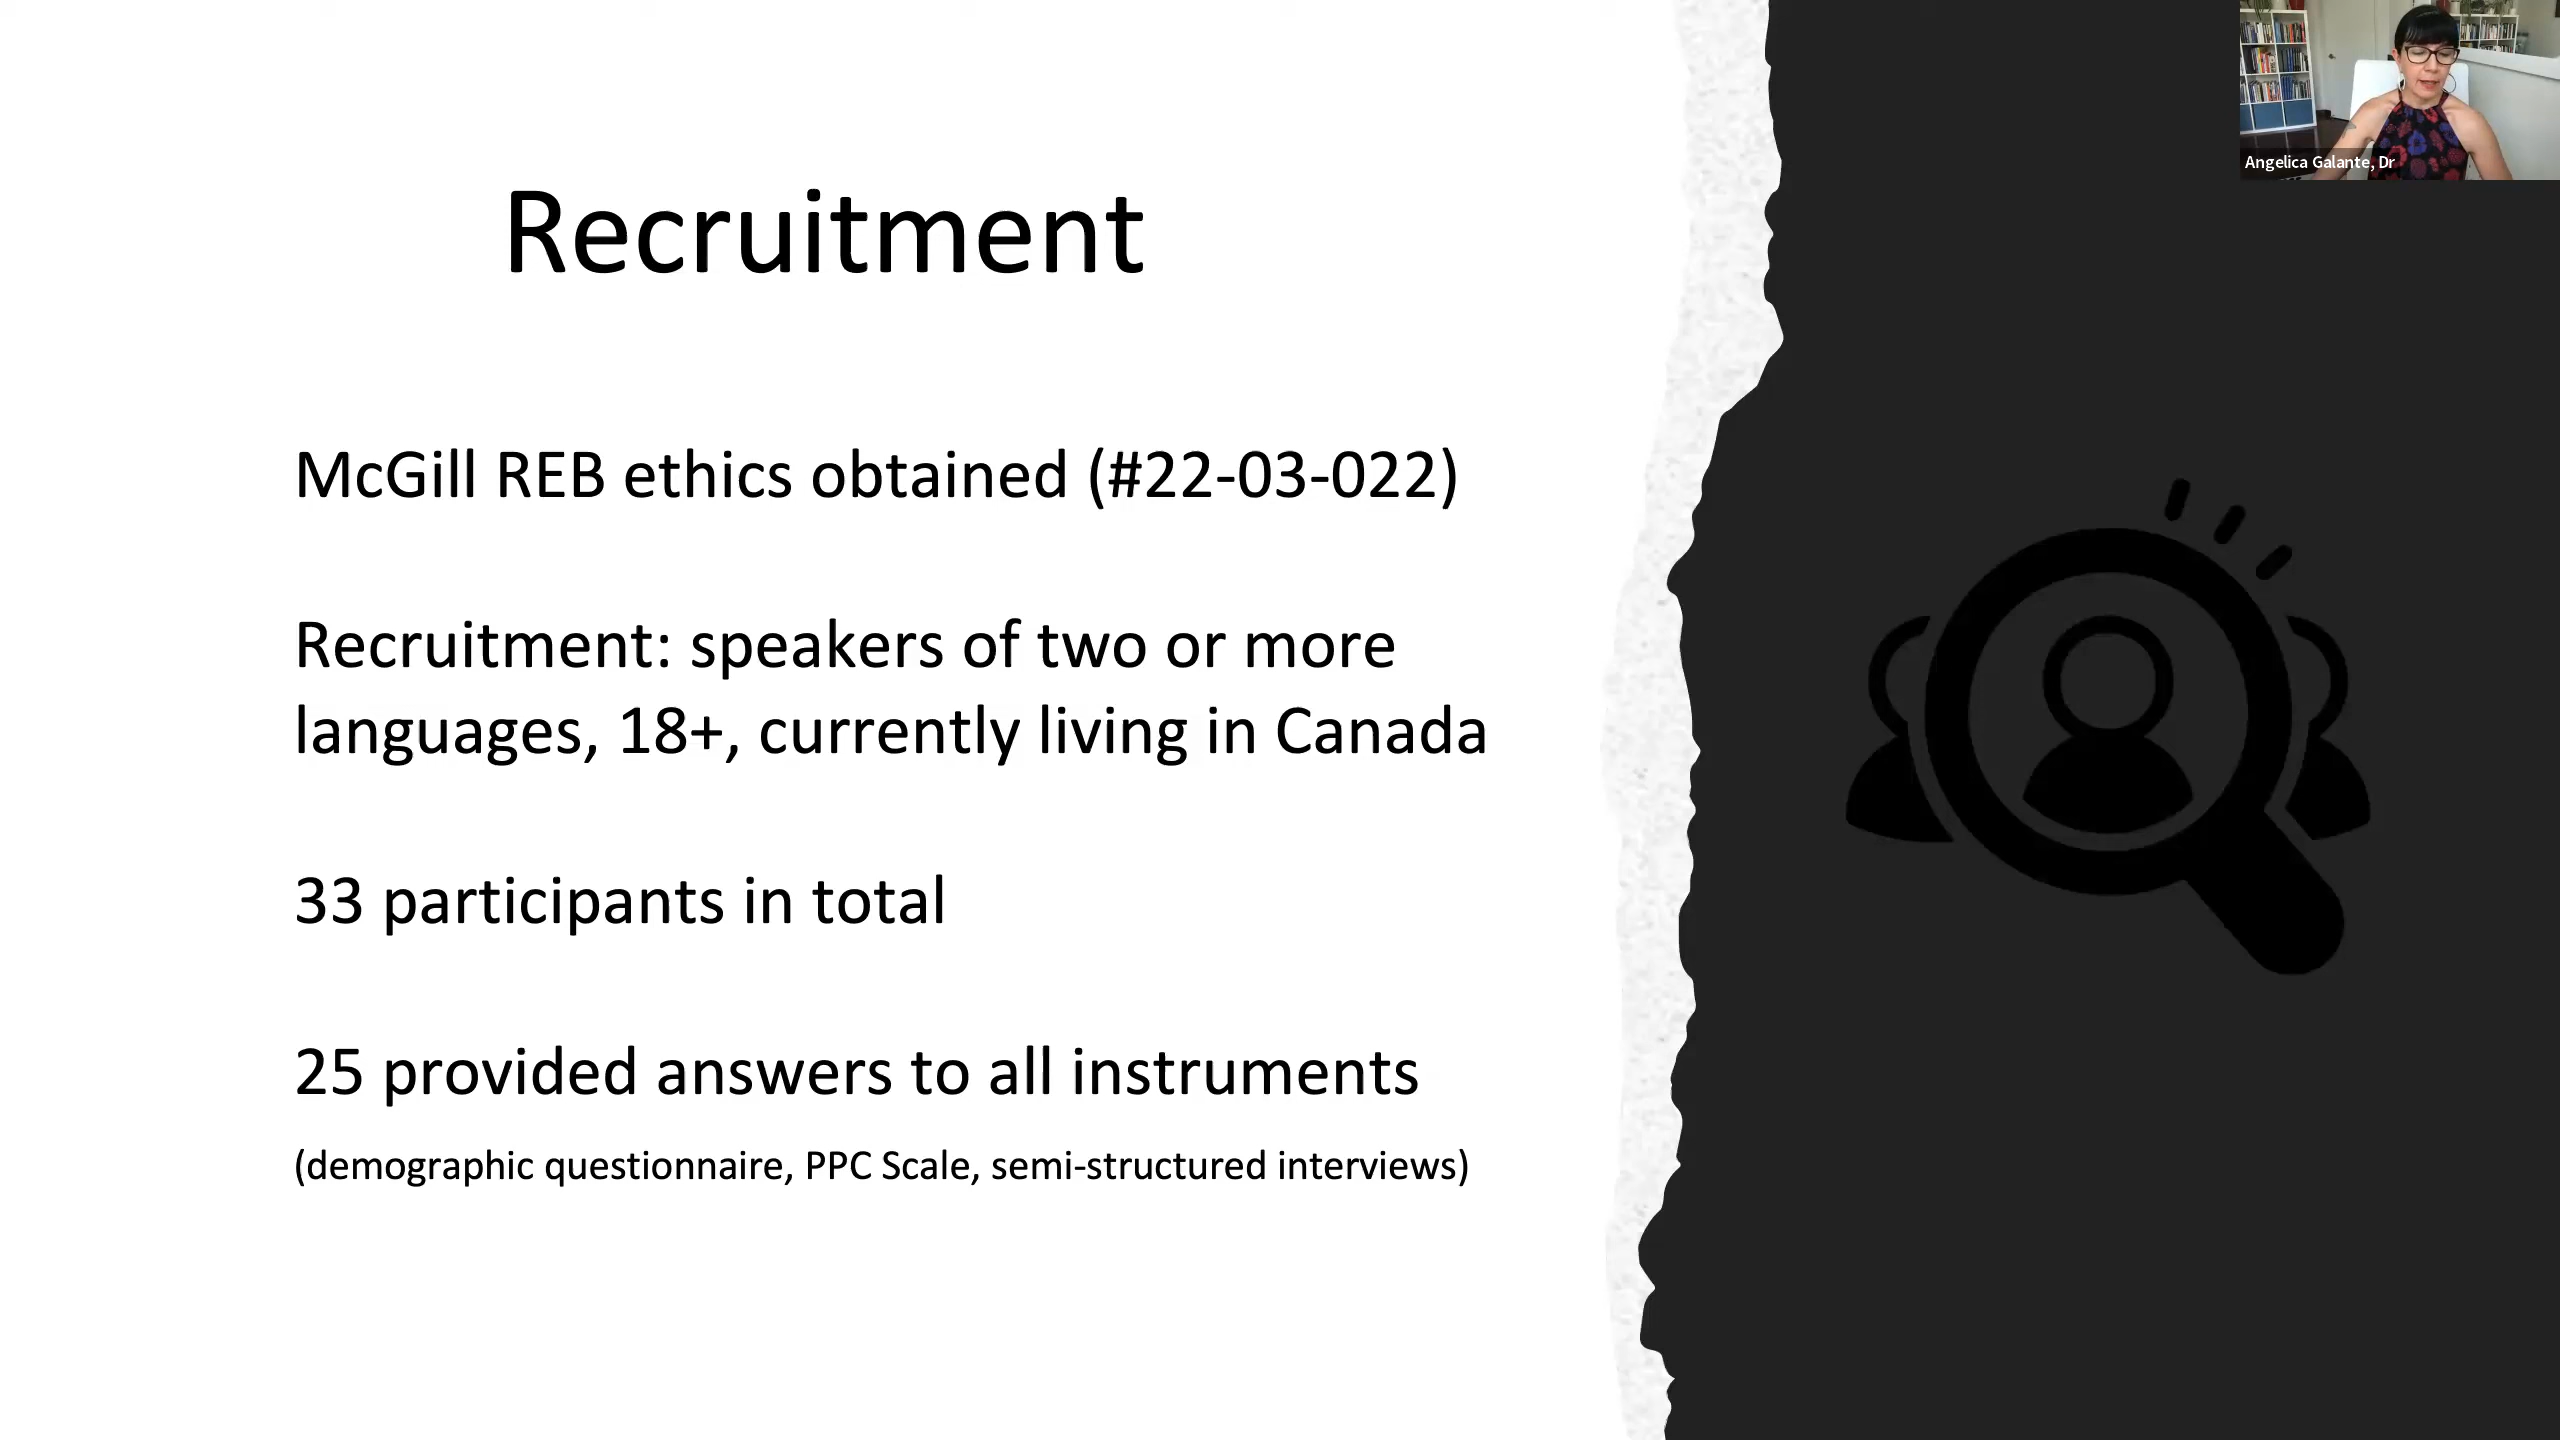 Recruitment
McGill REB ethics obtained (#22-03-022)
Recruitment: speakers of two or more
languages, 18+, currently living in Canada
33 participants in total
25 provided answers to all instruments
(demographic questionnaire, PPC Scale, semi-structured interviews)
Angelica Galante, Dr